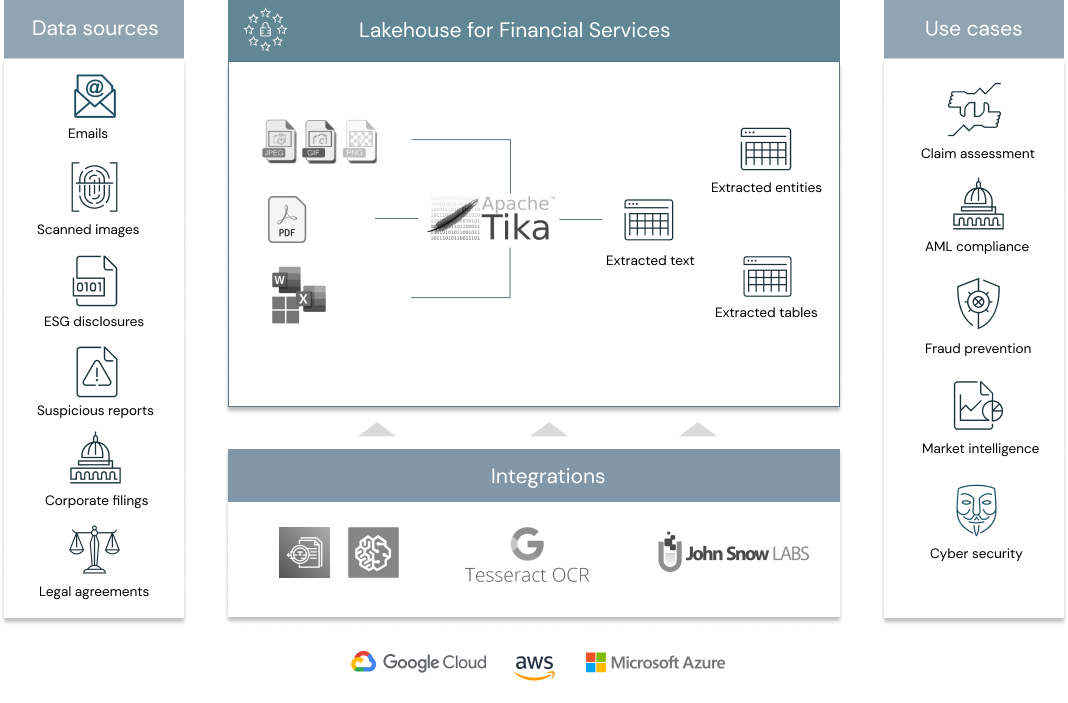 Data sources
Emails
Scanned images
0101
ESG disclosures
Suspicious reports
Corporate filings
Legal agreements
Lakehouse for Financial Services
JPEG
GIF
PNG
PDF
W
X
Apache™
Tika
Extracted text
Extracted entities
Extracted tables
Integrations
Tesseract OCR
John Snow LABS
Use cases
Claim assessment
AML compliance
Fraud prevention
Market intelligence
Cyber security
Google Cloud
aws
Microsoft Azure